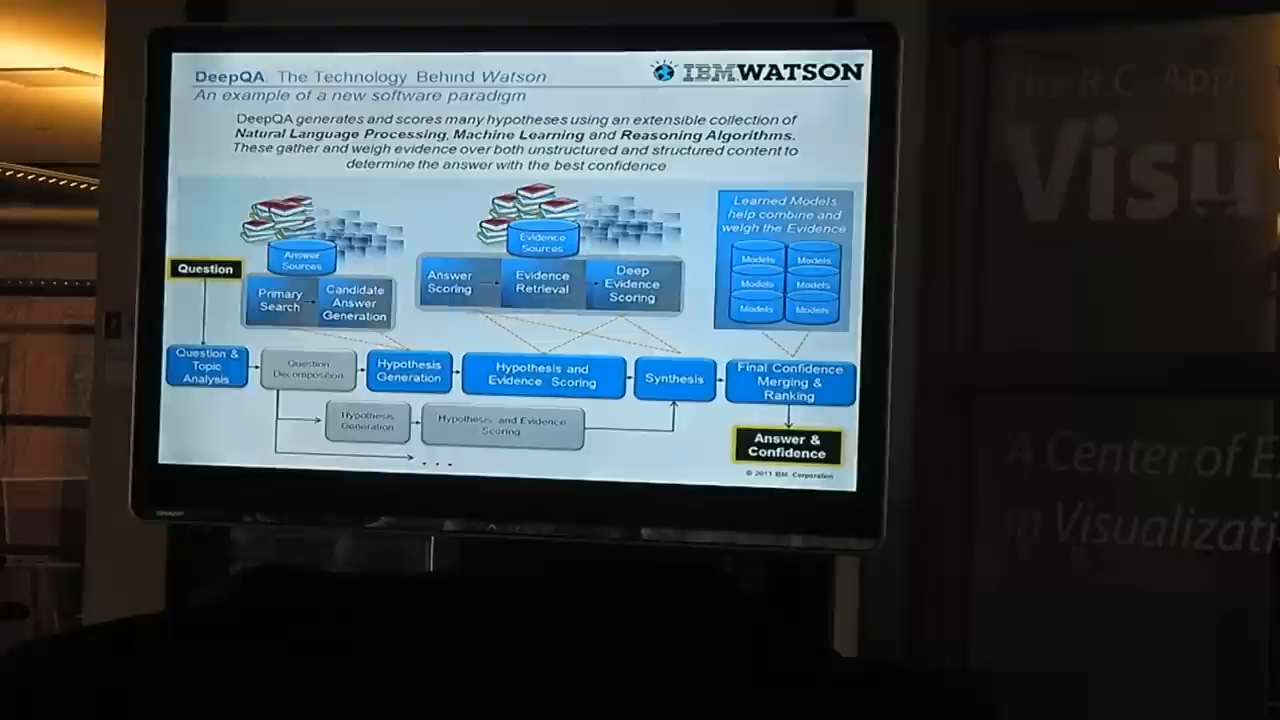 DeepQA: The Technology Behind Watson
An example of a new software paradigm
IBM WATSON
DeepQA generates and scores many hypotheses using an extensible collection of
Natural Language Processing, Machine Learning and Reasoning Algorithms.
These gather and weigh evidence over both unstructured and structured content to
determine the answer with the best confidence
Question
Answer
Sources
Primary
Search
Candidate
Answer
Generation
Evidence
Sources
Answer
Scoring
Evidence
Retrieval
Deep
Evidence
Scoring
Learned Models
help combine and
weigh the Evidence
Models
Models
Models
Models
Models
Models
Question &
Topic
Analysis
Question
Decomposition
Hypothesis
Generation
Hypothesis and
Evidence Scoring
Synthesis
Final Confidence
Merging &
Ranking
Hypothesis
Generation
Hypothesis and Evidence
Scoring
. . .
Answer &
Confidence
© 2011 IBM Corporation
SHARP
The R.C. App
Visu
A Center of E
in Visualizati